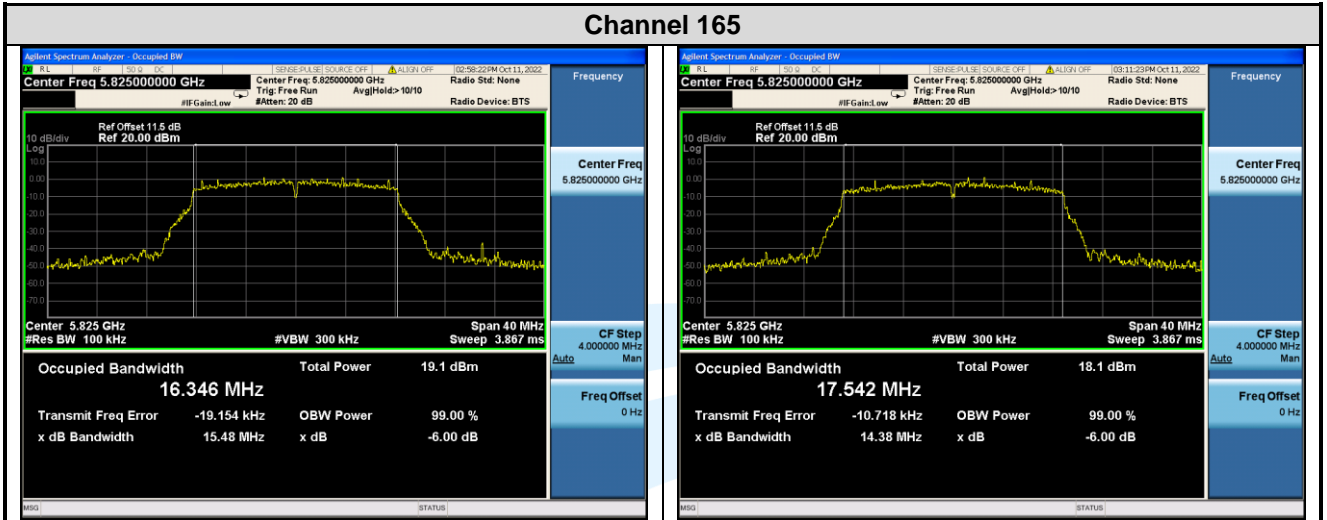 Channel 165
Agilent Spectrum Analyzer - Occupied BW
RL RF 50 Ω DC SENSE:PULSE SOURCE OFF ALIGN OFF 02:58:22PM Oct 11, 2022
Center Freq 5.825000000 GHz
Center Freq: 5.825000000 GHz
Radio Std: None
Trig: Free Run Avg|Hold:> 10/10
#IFGain:Low #Atten: 20 dB Radio Device: BTS
Ref Offset 11.5 dB
10 dB/div Ref 20.00 dBm
Log
10.0
0.00
-10.0
-20.0
-30.0
-40.0
-50.0
-60.0
-70.0
Center 5.825 GHz Span 40 MHz
#Res BW 100 kHz #VBW 300 kHz Sweep 3.867 ms
Occupied Bandwidth Total Power 19.1 dBm
16.346 MHz
Transmit Freq Error -19.154 kHz OBW Power 99.00 %
x dB Bandwidth 15.48 MHz x dB -6.00 dB
MSG STATUS
Frequency
Center Freq
5.825000000 GHz
CF Step
4.000000 MHz
Auto Man
Freq Offset
0 Hz
Agilent Spectrum Analyzer - Occupied BW
RL RF 50 Ω DC SENSE:PULSE SOURCE OFF ALIGN OFF 03:11:23PM Oct 11, 2022
Center Freq 5.825000000 GHz
Center Freq: 5.825000000 GHz
Radio Std: None
Trig: Free Run Avg|Hold:> 10/10
#IFGain:Low #Atten: 20 dB Radio Device: BTS
Ref Offset 11.5 dB
10 dB/div Ref 20.00 dBm
Log
10.0
0.00
-10.0
-20.0
-30.0
-40.0
-50.0
-60.0
-70.0
Center 5.825 GHz Span 40 MHz
#Res BW 100 kHz #VBW 300 kHz Sweep 3.867 ms
Occupied Bandwidth Total Power 18.1 dBm
17.542 MHz
Transmit Freq Error -10.718 kHz OBW Power 99.00 %
x dB Bandwidth 14.38 MHz x dB -6.00 dB
MSG STATUS
Frequency
Center Freq
5.825000000 GHz
CF Step
4.000000 MHz
Auto Man
Freq Offset
0 Hz